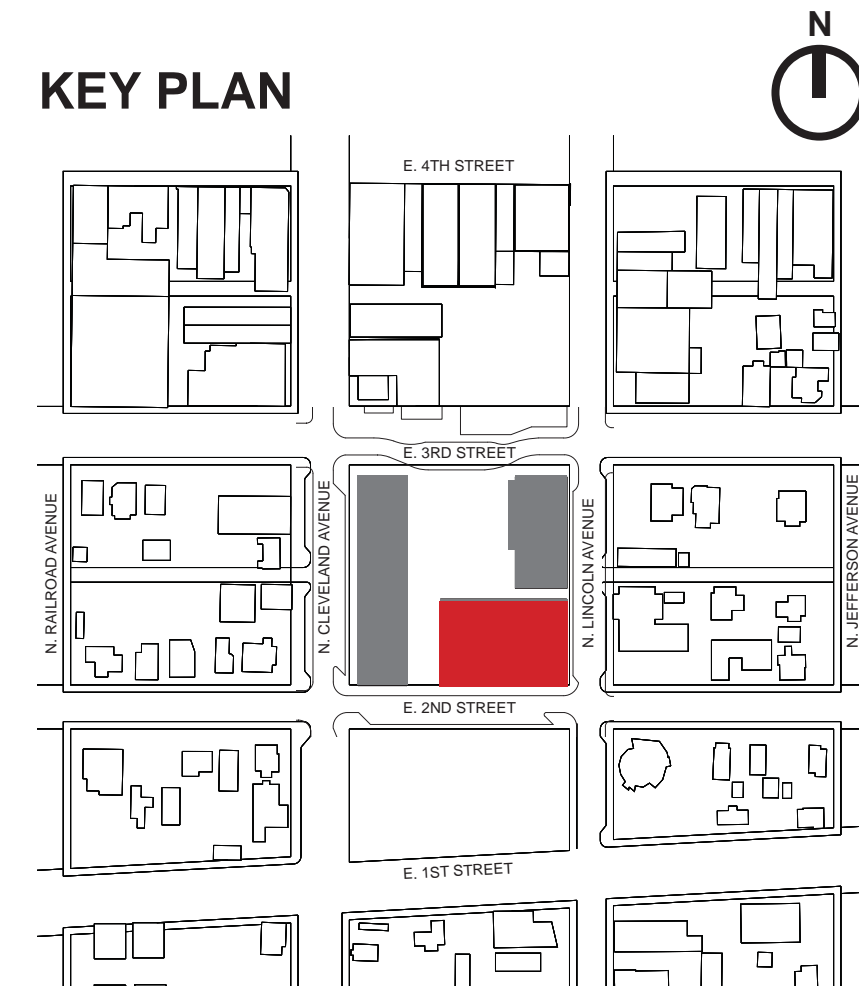 N
KEY PLAN
E. 4TH STREET
E. 3RD STREET
N. RAILROAD AVENUE
N. CLEVELAND AVENUE
N. LINCOLN AVENUE
N. JEFFERSON AVENUE
E. 2ND STREET
E. 1ST STREET